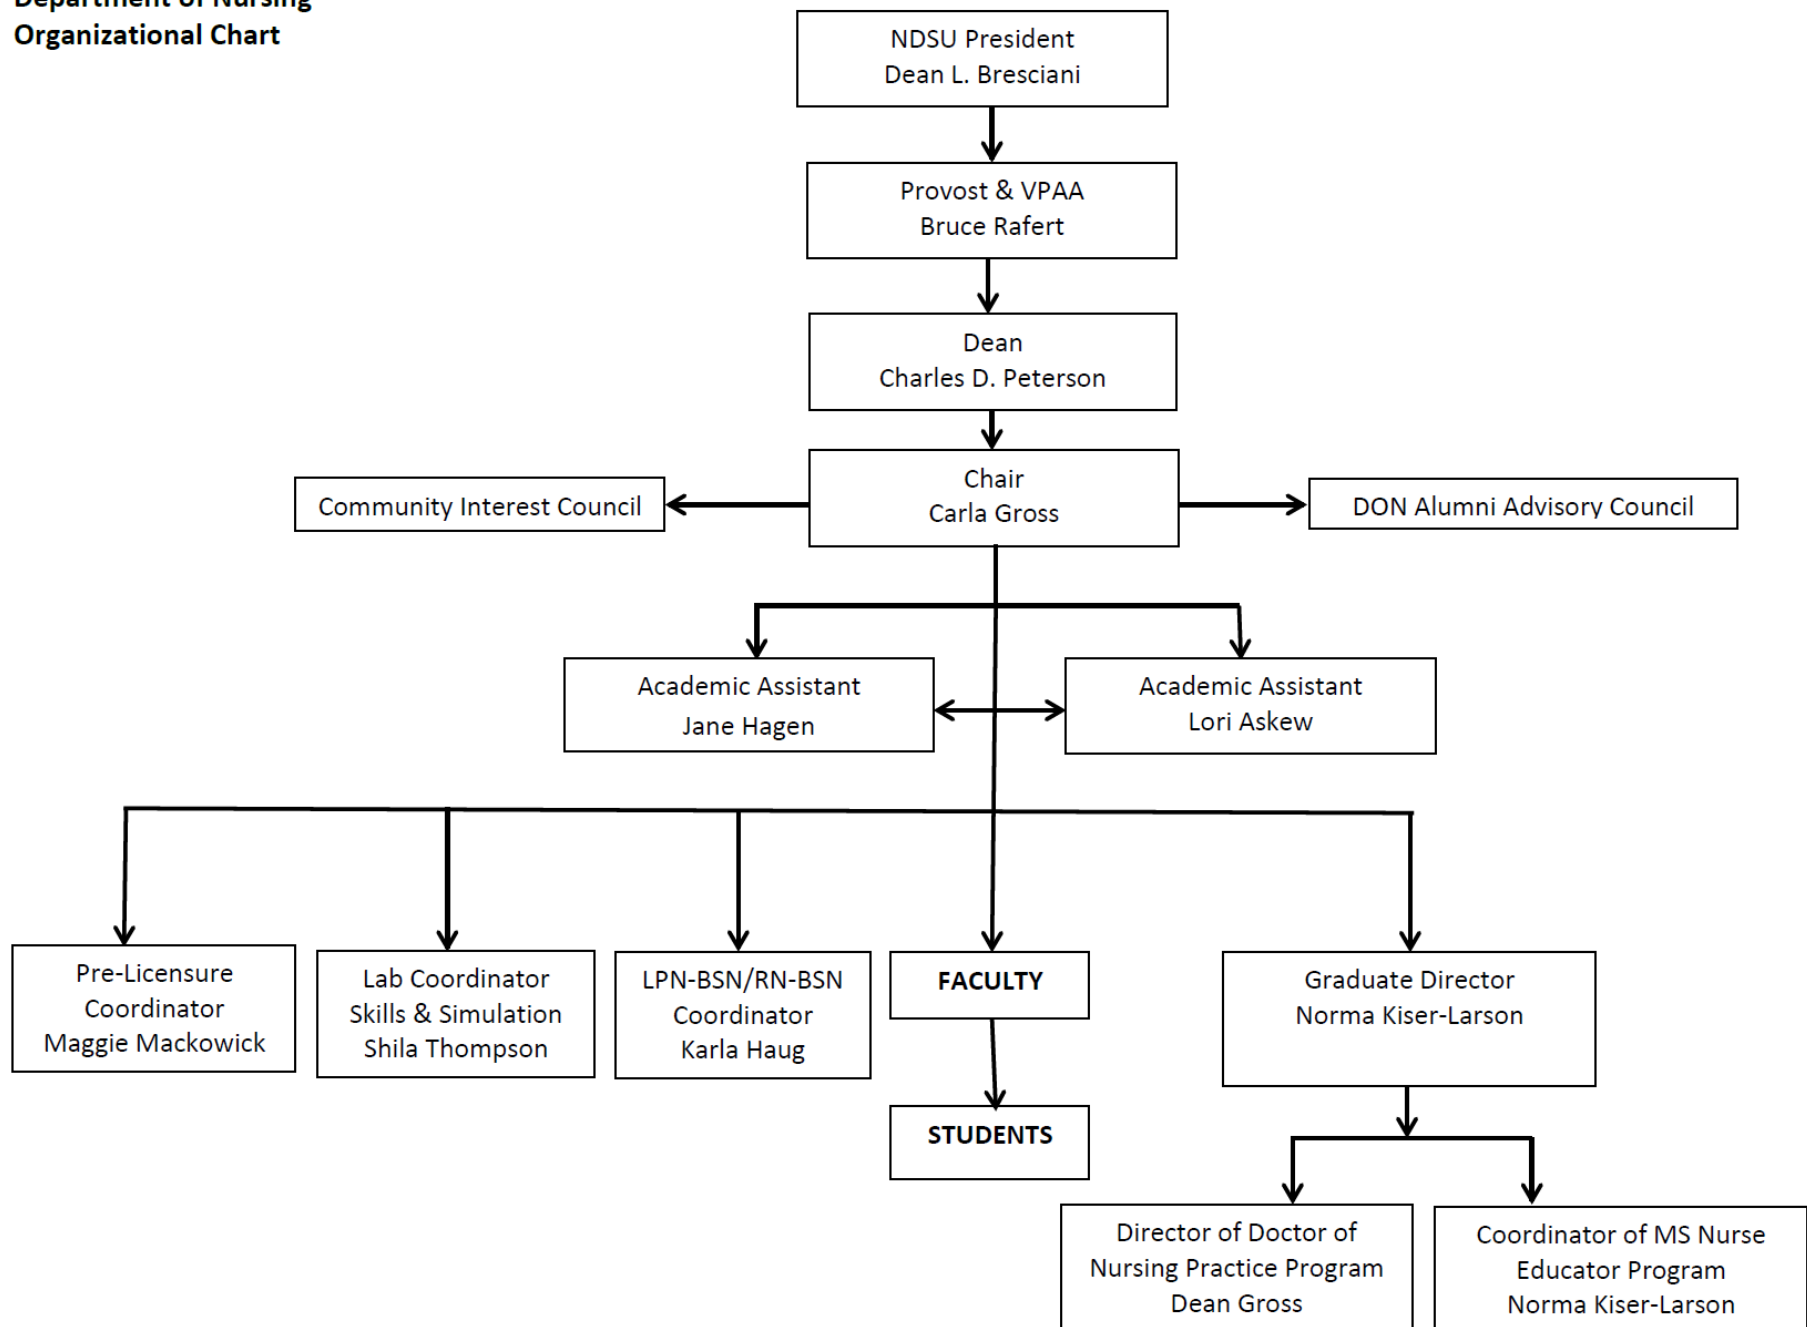 Department of Nursing
Organizational Chart
NDSU President
Dean L. Bresciani
Provost & VPAA
Bruce Rafert
Dean
Charles D. Peterson
Chair
Carla Gross
Community Interest Council
DON Alumni Advisory Council
Academic Assistant
Jane Hagen
Academic Assistant
Lori Askew
Pre-Licensure
Coordinator
Maggie Mackowick
Lab Coordinator
Skills & Simulation
Shila Thompson
LPN-BSN/RN-BSN
Coordinator
Karla Haug
FACULTY
STUDENTS
Graduate Director
Norma Kiser-Larson
Director of Doctor of
Nursing Practice Program
Dean Gross
Coordinator of MS Nurse
Educator Program
Norma Kiser-Larson